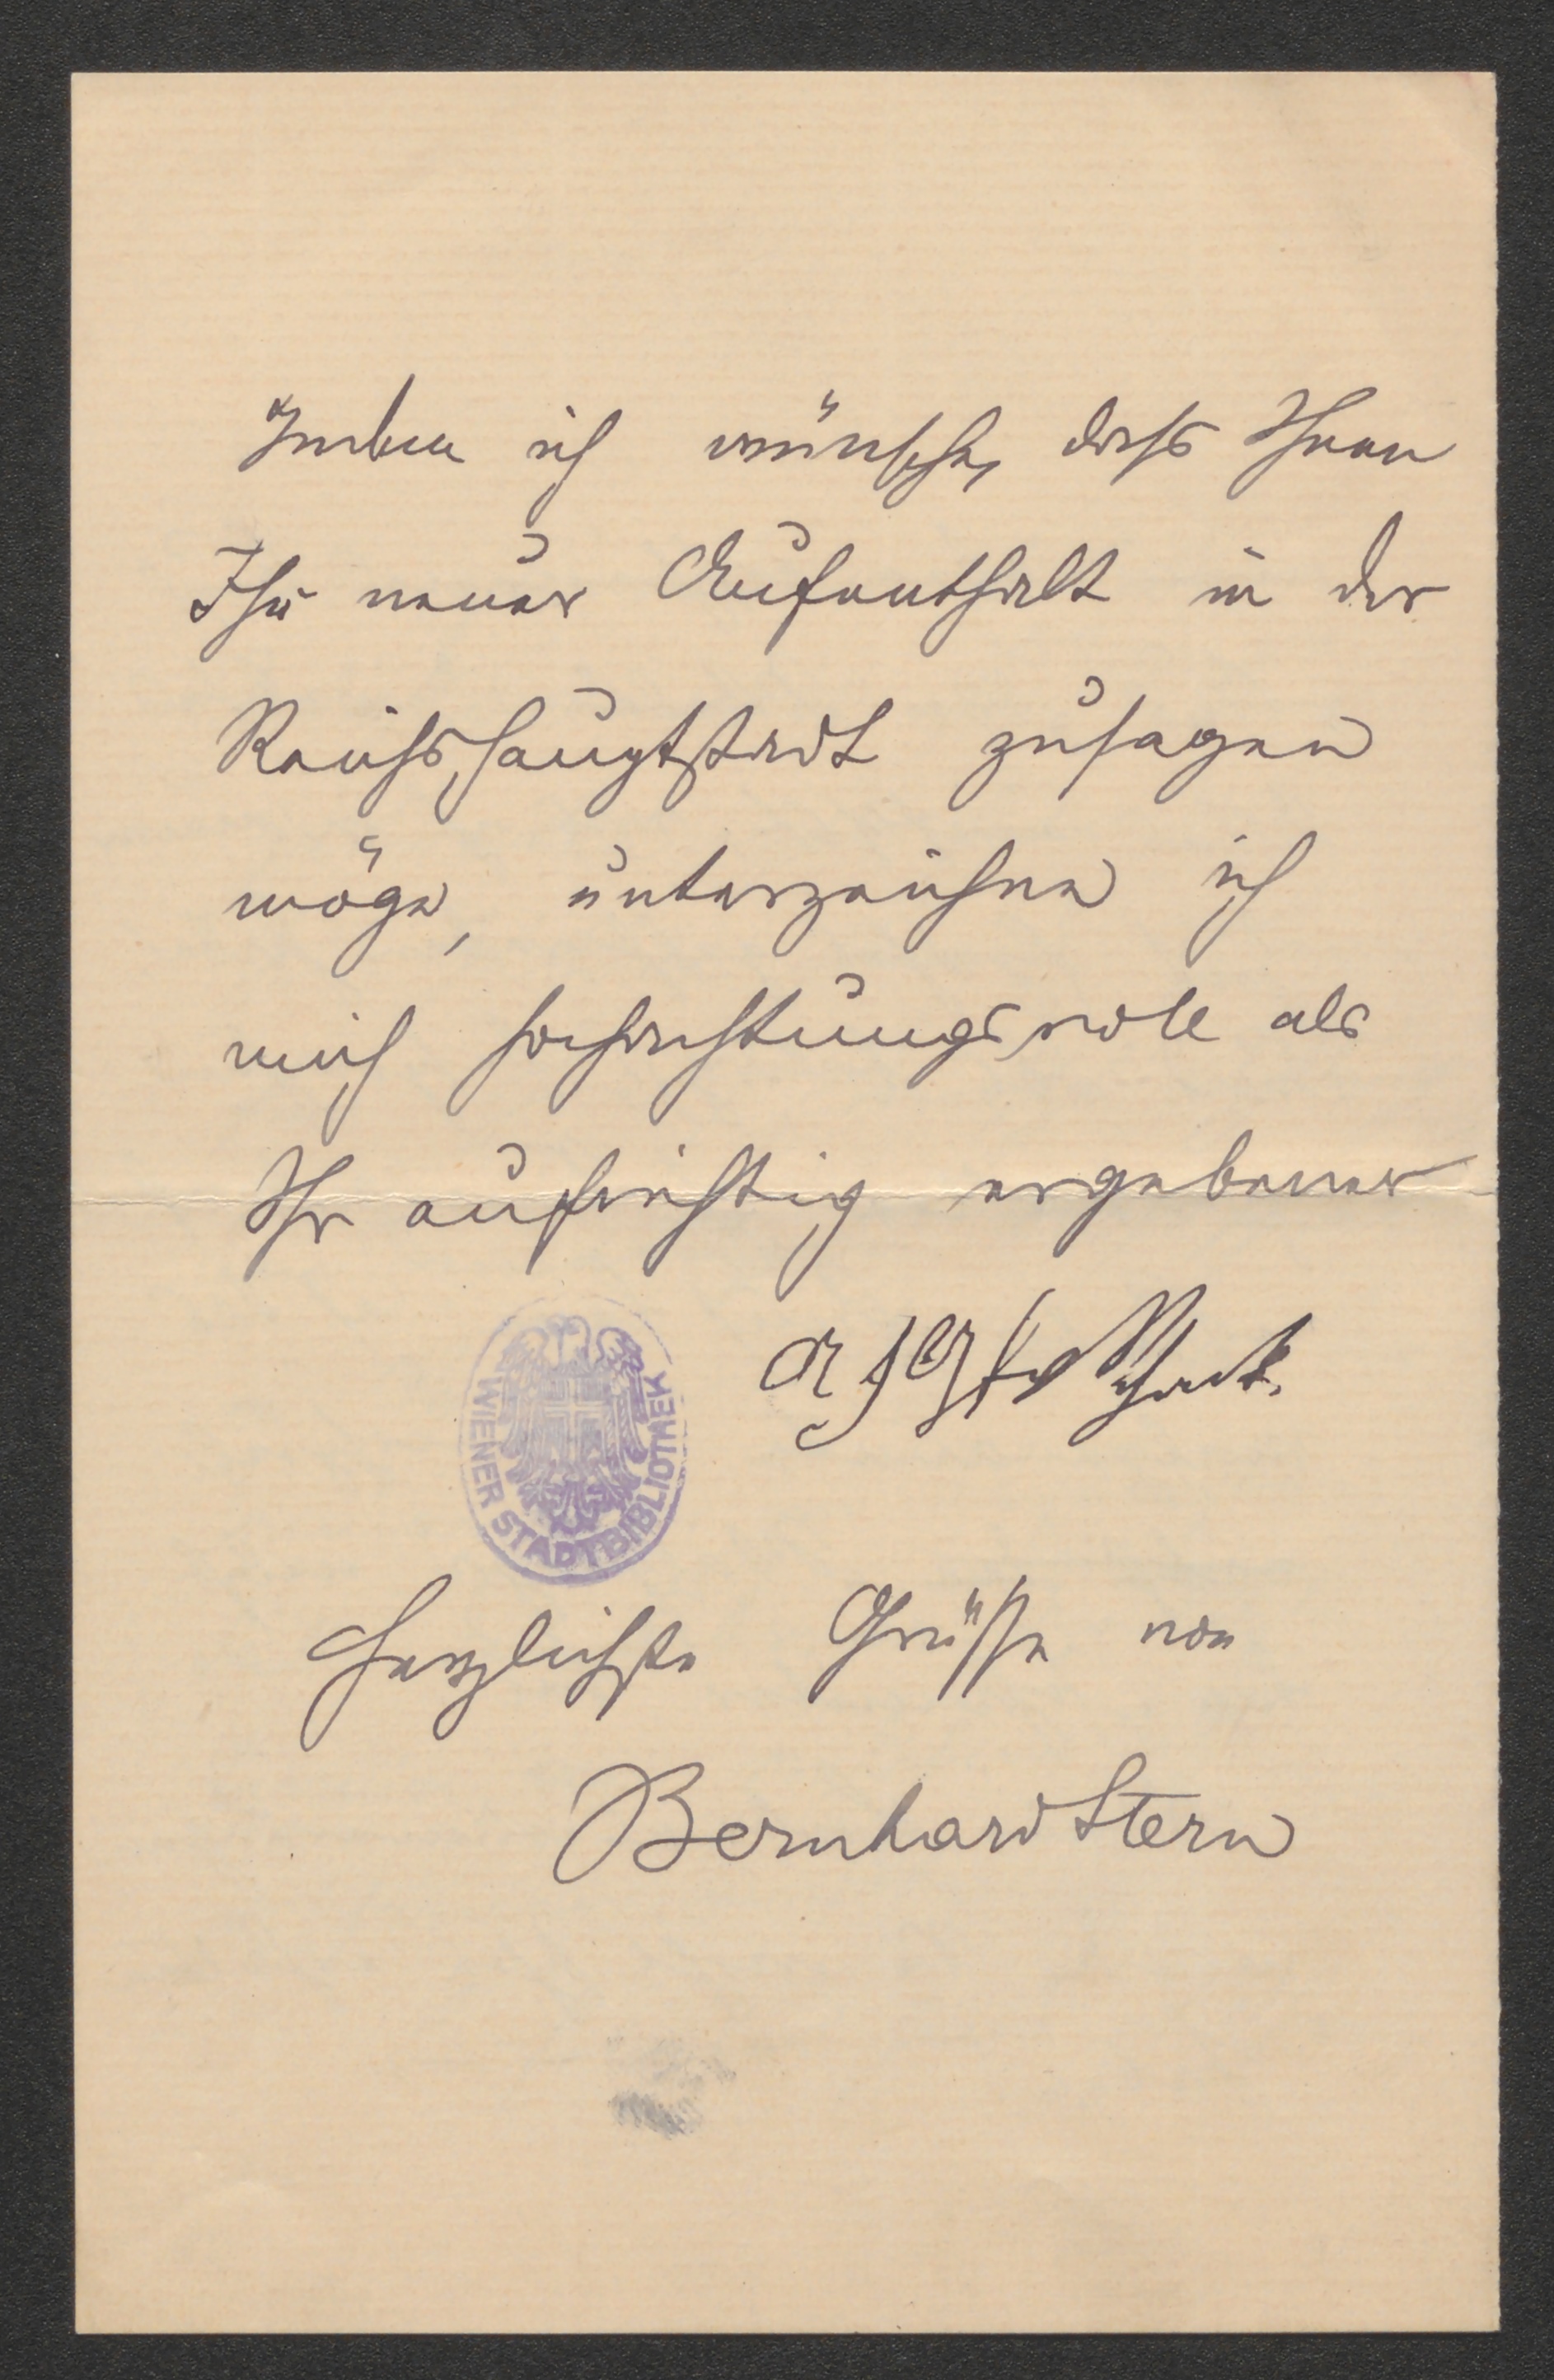 Indem ich wünsche, dass Ihnen
Ihr neuer Aufenthalt in der
Reichshauptstadt zusagen
möge, unterzeichne ich
mich hochachtungsvoll als
Ihr aufrichtig ergebener
Schack.
WIENER STADTBIBLIOTHEK
Herzlichste Grüsse von
Bernhard Stern